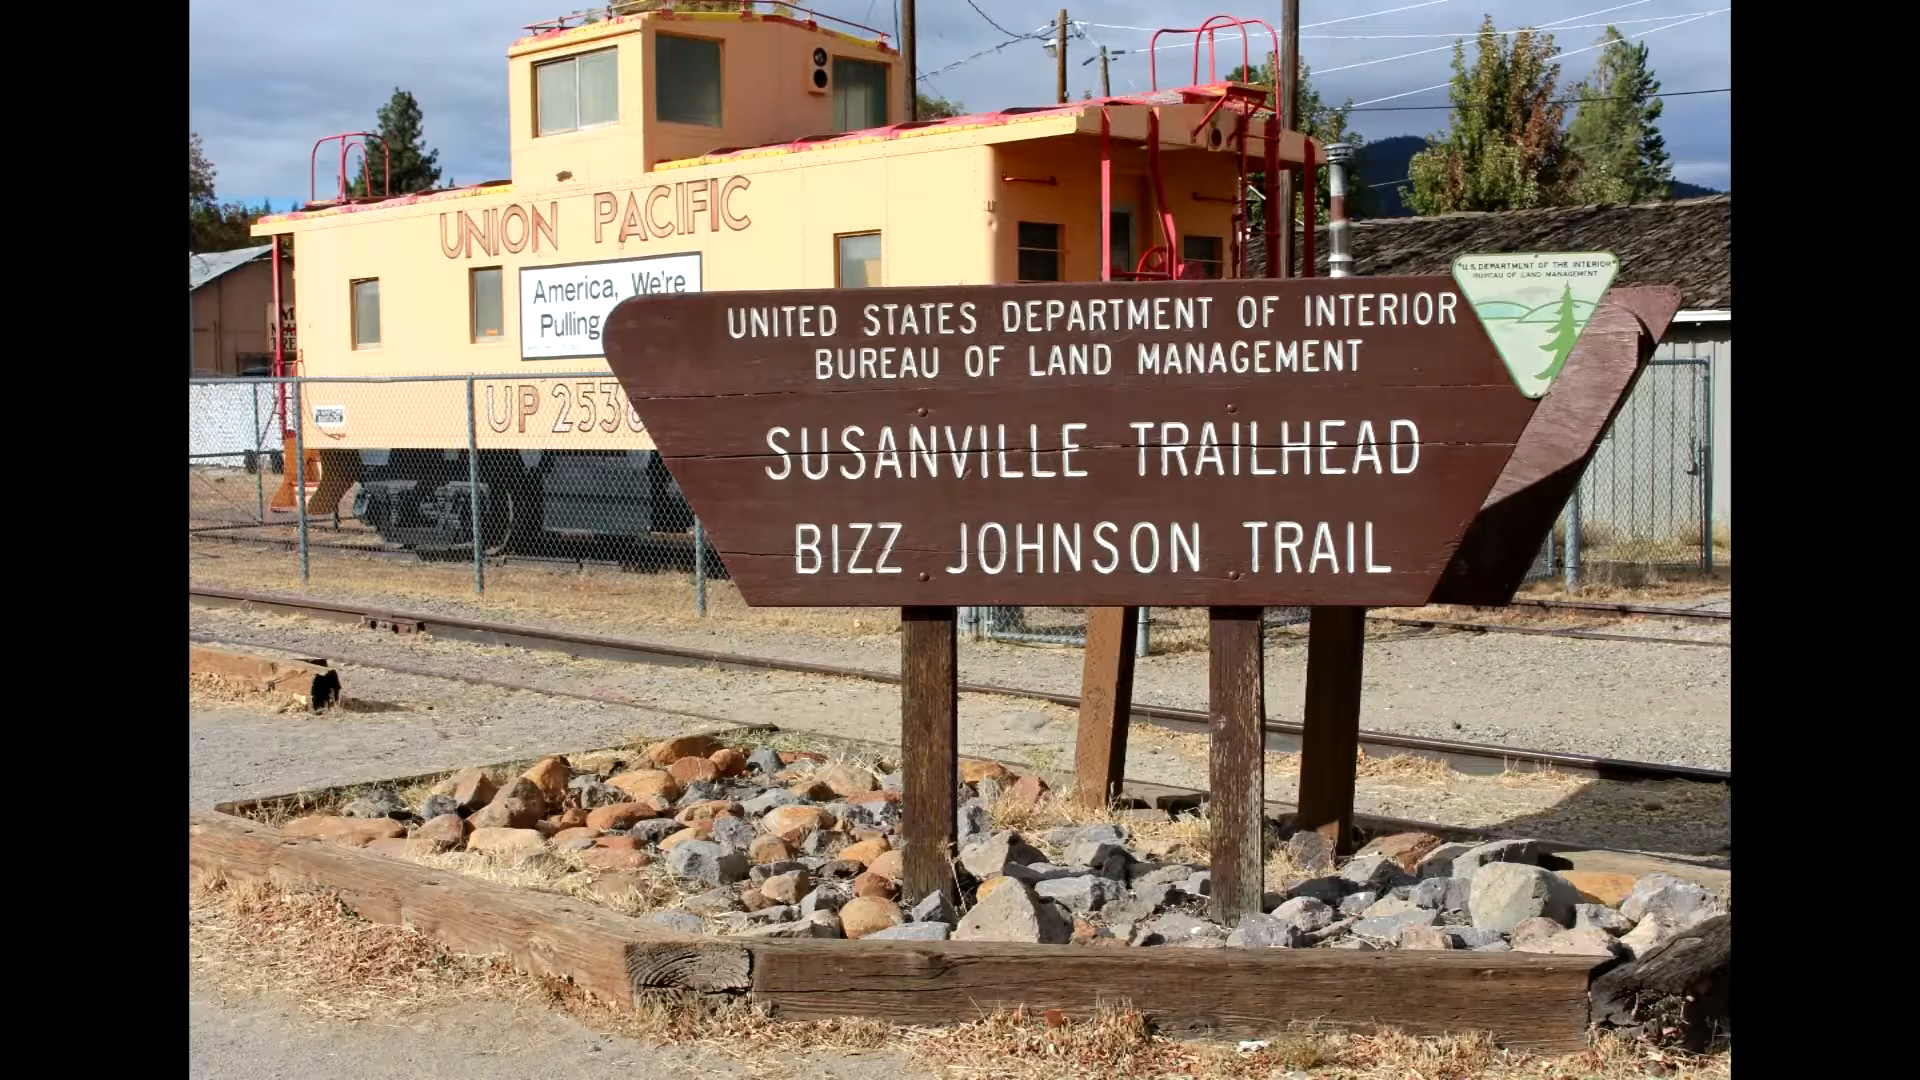 UNION PACIFIC
America, We're
Pulling
UP 253
UNITED STATES DEPARTMENT OF INTERIOR
BUREAU OF LAND MANAGEMENT
U.S. DEPARTMENT OF THE INTERIOR
BUREAU OF LAND MANAGEMENT
SUSANVILLE TRAILHEAD
BIZZ JOHNSON TRAIL